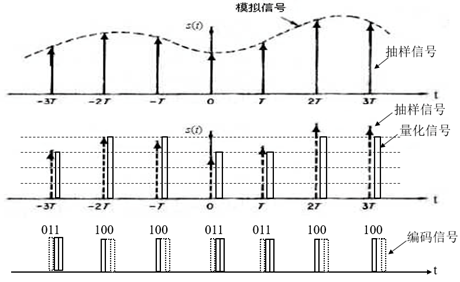 模拟信号
s(t)
抽样信号
-3T -2T -T 0 T 2T 3T t
抽样信号
s(t)
量化信号
-3T -2T -T 0 T 2T 3T t
011 100 100 011 011 100 100
编码信号
t